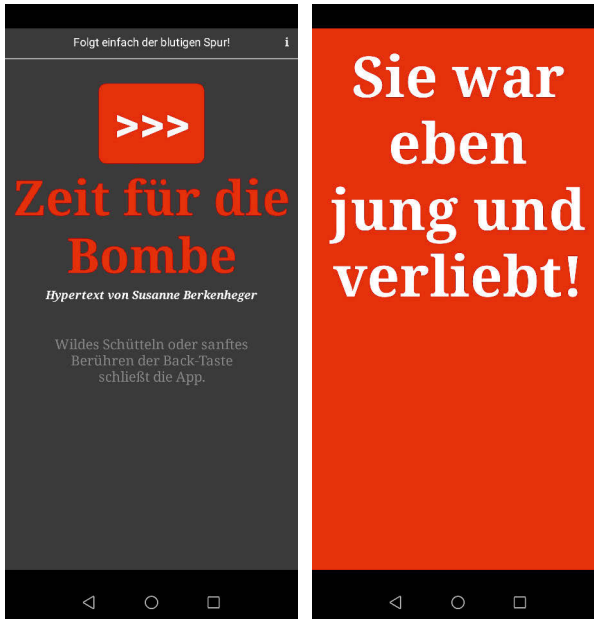 Folgt einfach der blutigen Spur!
i
>>>
Zeit für die
Bombe
Hypertext von Susanne Berkenheger
Wildes Schütteln oder sanftes
Berühren der Back-Taste
schließt die App.
Sie war
eben
jung und
verliebt!